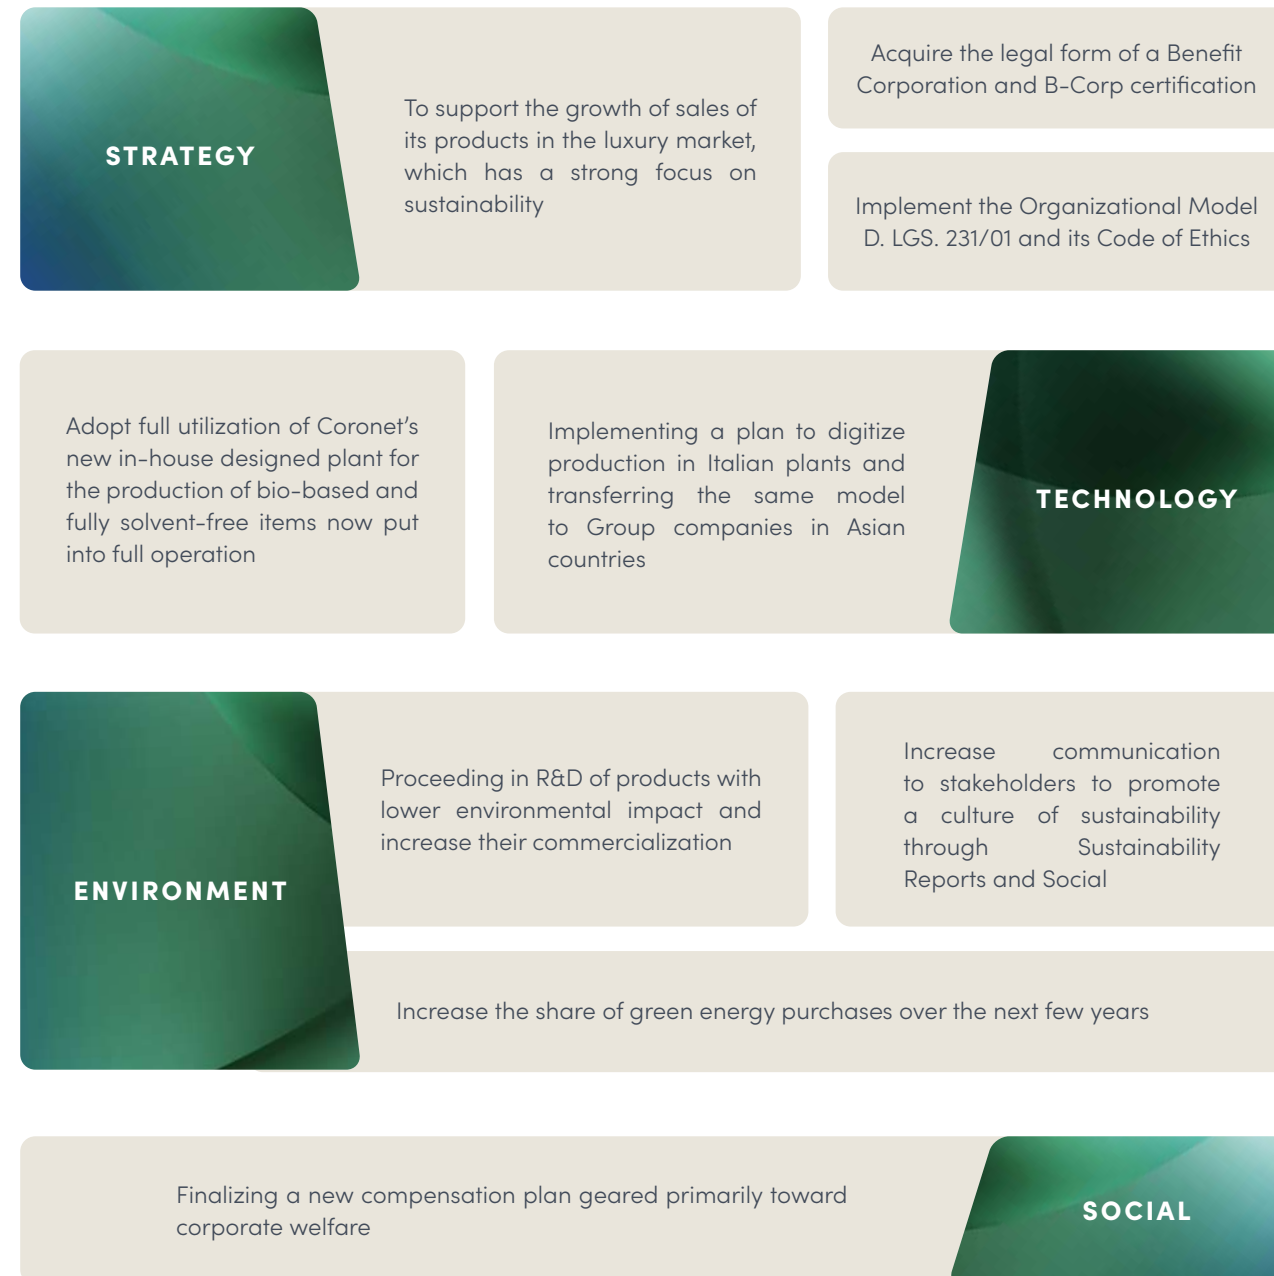 STRATEGY
To support the growth of sales of
its products in the luxury market,
which has a strong focus on
sustainability
Acquire the legal form of a Benefit
Corporation and B-Corp certification
Implement the Organizational Model
D. LGS. 231/01 and its Code of Ethics
Adopt full utilization of Coronet's
new in-house designed plant for
the production of bio-based and
fully solvent-free items now put
into full operation
Implementing a plan to digitize
production in Italian plants and
transferring the same model
to Group companies in Asian
countries
TECHNOLOGY
ENVIRONMENT
Proceeding in R&D of products with
lower environmental impact and
increase their commercialization
Increase communication
to stakeholders to promote
a culture of sustainability
through Sustainability
Reports and Social
Increase the share of green energy purchases over the next few years
Finalizing a new compensation plan geared primarily toward
corporate welfare
SOCIAL